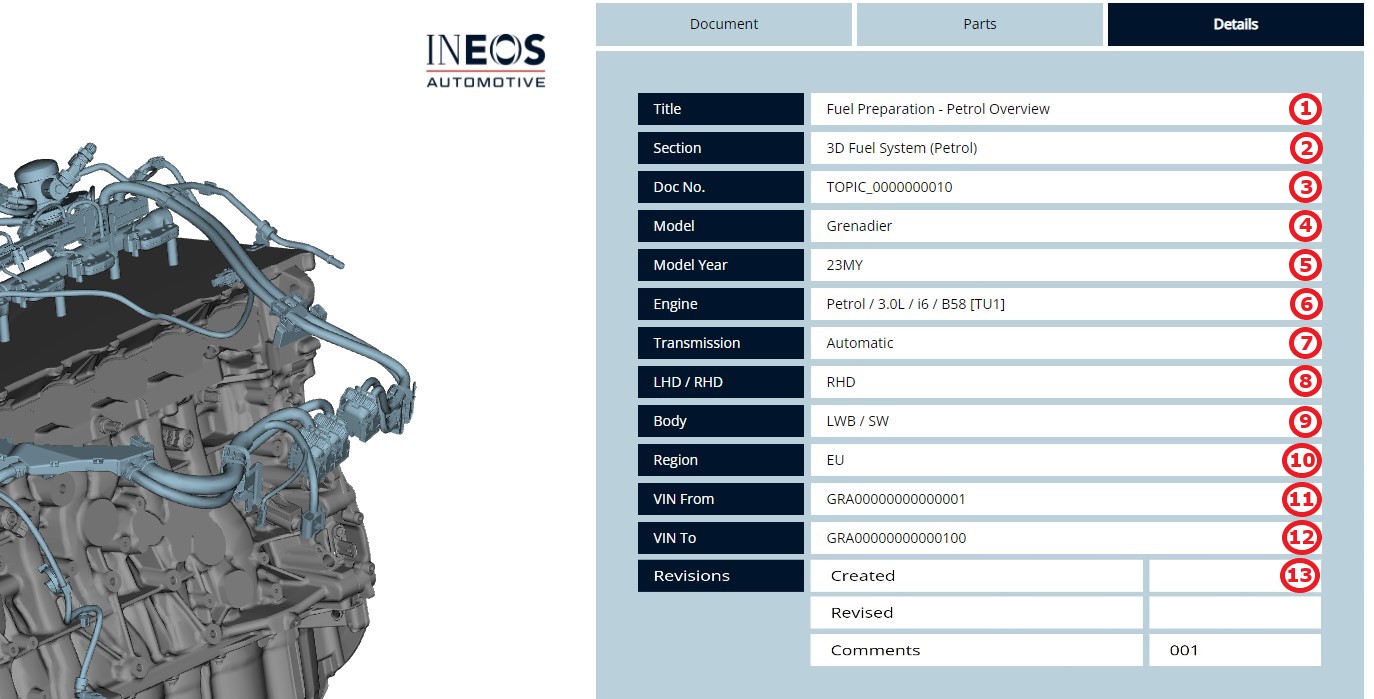 INEOS
AUTOMOTIVE
Document Parts Details
Title Fuel Preparation - Petrol Overview 1
Section 3D Fuel System (Petrol) 2
Doc No. TOPIC_0000000010 3
Model Grenadier 4
Model Year 23MY 5
Engine Petrol / 3.0L / i6 / B58 [TU1] 6
Transmission Automatic 7
LHD / RHD RHD 8
Body LWB / SW 9
Region EU 10
VIN From GRA00000000000001 11
VIN To GRA00000000000100 12
Revisions Created 13
Revised
Comments 001